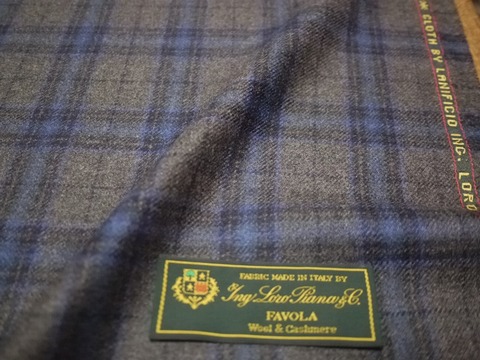 CLOTH BY LANIFICIO ING. LORO
FABRIC MADE IN ITALY BY
Ing. Loro Piana & C.
FAVOLA
Wool & Cashmere